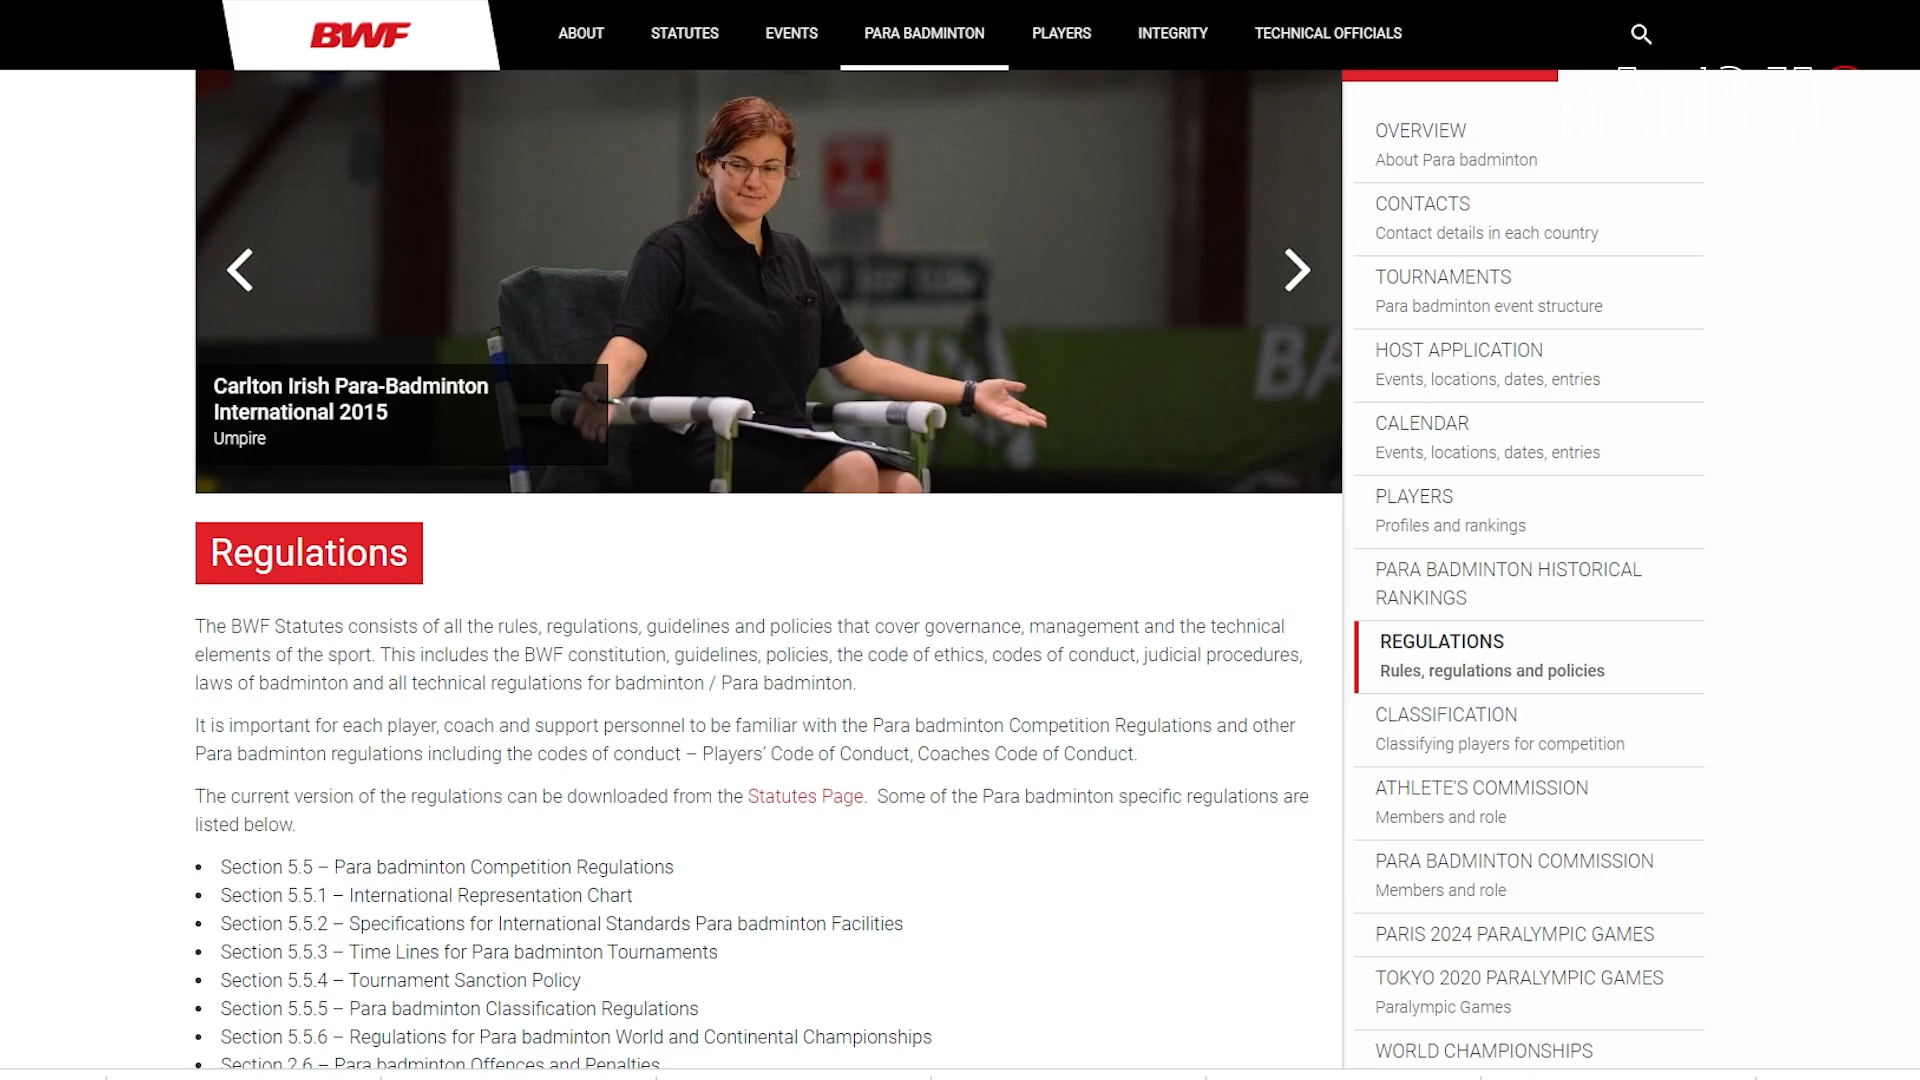 BWF
ABOUT
STATUTES
EVENTS
PARA BADMINTON
PLAYERS
INTEGRITY
TECHNICAL OFFICIALS
Carlton Irish Para-Badminton
International 2015
Umpire
Regulations
The BWF Statutes consists of all the rules, regulations, guidelines and policies that cover governance, management and the technical
elements of the sport. This includes the BWF constitution, guidelines, policies, the code of ethics, codes of conduct, judicial procedures,
laws of badminton and all technical regulations for badminton / Para badminton.
It is important for each player, coach and support personnel to be familiar with the Para badminton Competition Regulations and other
Para badminton regulations including the codes of conduct – Players’ Code of Conduct, Coaches Code of Conduct.
The current version of the regulations can be downloaded from the Statutes Page.  Some of the Para badminton specific regulations are
listed below.
• Section 5.5 – Para badminton Competition Regulations
• Section 5.5.1 – International Representation Chart
• Section 5.5.2 – Specifications for International Standards Para badminton Facilities
• Section 5.5.3 – Time Lines for Para badminton Tournaments
• Section 5.5.4 – Tournament Sanction Policy
• Section 5.5.5 – Para badminton Classification Regulations
• Section 5.5.6 – Regulations for Para badminton World and Continental Championships
• Section 2.6 – Para badminton Offences and Penalties
OVERVIEW
About Para badminton
CONTACTS
Contact details in each country
TOURNAMENTS
Para badminton event structure
HOST APPLICATION
Events, locations, dates, entries
CALENDAR
Events, locations, dates, entries
PLAYERS
Profiles and rankings
PARA BADMINTON HISTORICAL
RANKINGS
REGULATIONS
Rules, regulations and policies
CLASSIFICATION
Classifying players for competition
ATHLETE’S COMMISSION
Members and role
PARA BADMINTON COMMISSION
Members and role
PARIS 2024 PARALYMPIC GAMES
TOKYO 2020 PARALYMPIC GAMES
Paralympic Games
WORLD CHAMPIONSHIPS